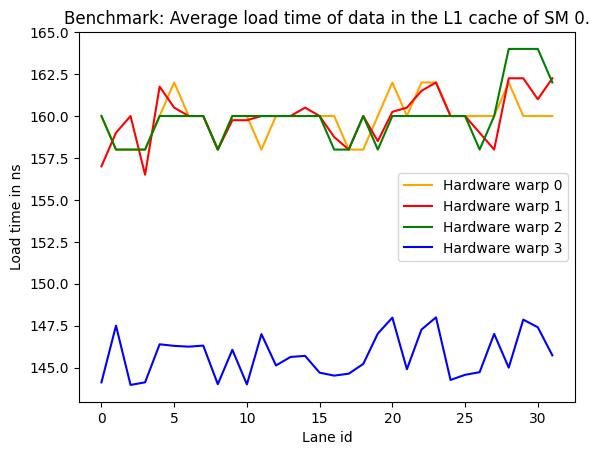 Benchmark: Average load time of data in the L1 cache of SM 0.
165.0
162.5
160.0
157.5
155.0
152.5
150.0
147.5
145.0
Load time in ns
Hardware warp 0
Hardware warp 1
Hardware warp 2
Hardware warp 3
0 5 10 15 20 25 30
Lane id